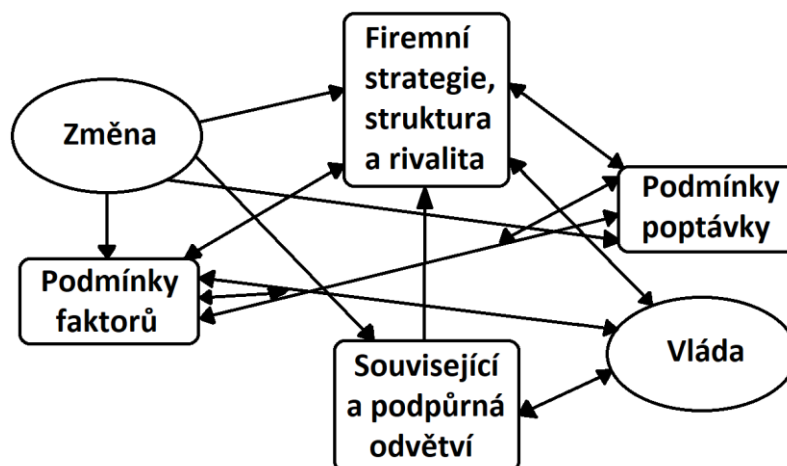 Firemní
strategie,
struktura
a rivalita
Změna
Podmínky
poptávky
Podmínky
faktorů
Vláda
Související
a podpůrná
odvětví